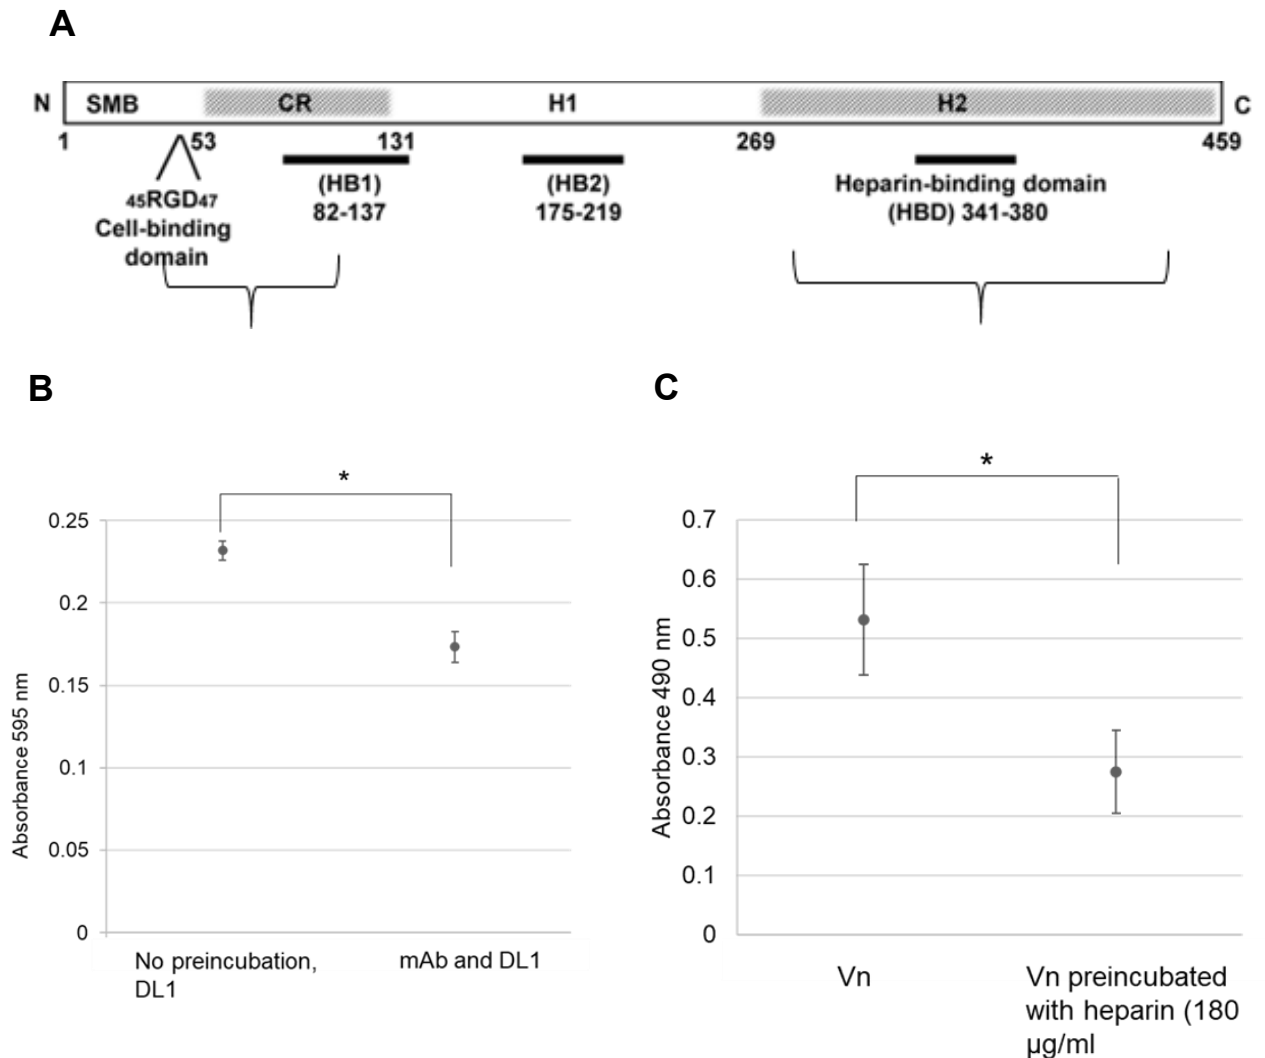 A
N SMB CR H1 H2 C
1 53 131 269 459
45RGD47
Cell-binding
domain
(HB1)
82-137
(HB2)
175-219
Heparin-binding domain
(HBD) 341-380
B
*
0.25
0.2
0.15
0.1
0.05
0
Absorbance 595 nm
No preincubation,
DL1
mAb and DL1
C
*
0.7
0.6
0.5
0.4
0.3
0.2
0.1
0
Absorbance 490 nm
Vn
Vn preincubated
with heparin (180
µg/ml